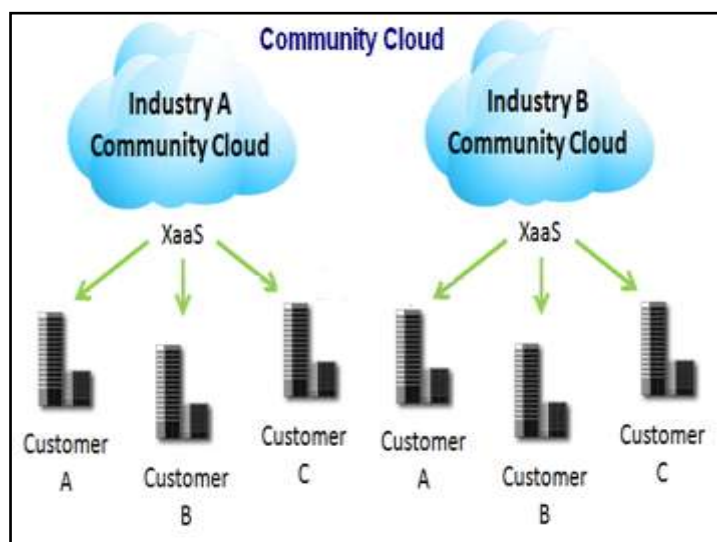 Community Cloud
Industry A
Community Cloud
Industry B
Community Cloud
XaaS
XaaS
Customer
A
Customer
B
Customer
C
Customer
A
Customer
B
Customer
C